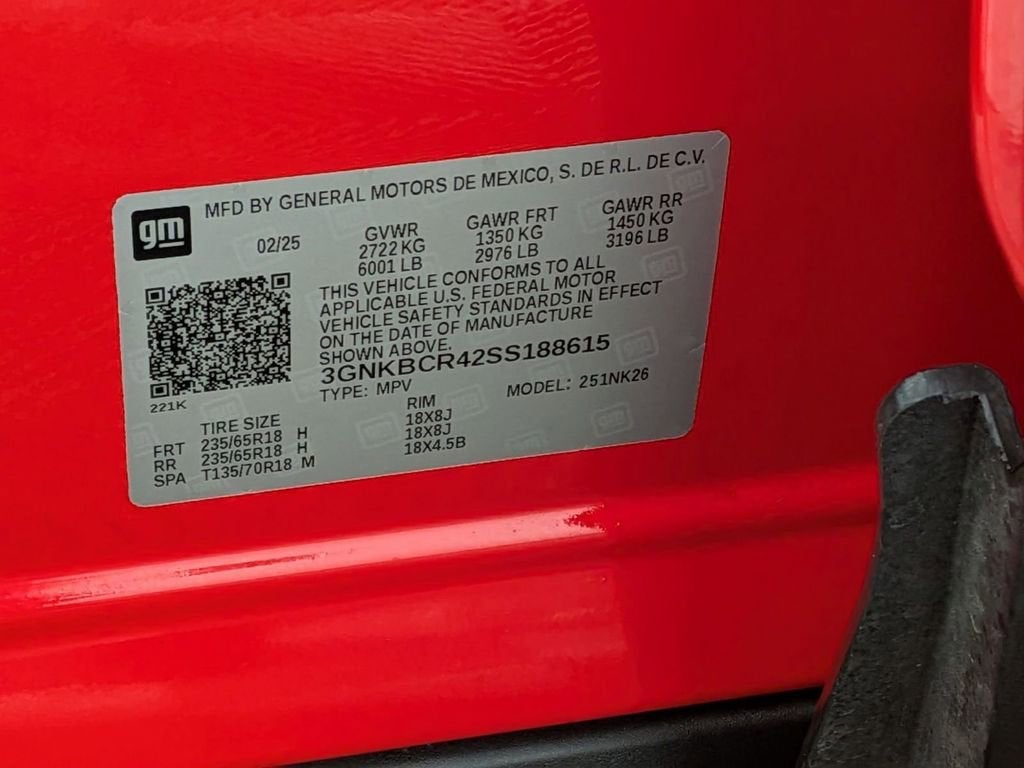 gm
MFD BY GENERAL MOTORS DE MEXICO, S. DE R.L. DE C.V.
02/25
GVWR
2722 KG
6001 LB
GAWR FRT
1350 KG
2976 LB
GAWR RR
1450 KG
3196 LB
THIS VEHICLE CONFORMS TO ALL
APPLICABLE U.S. FEDERAL MOTOR
VEHICLE SAFETY STANDARDS IN EFFECT
ON THE DATE OF MANUFACTURE
SHOWN ABOVE.
3GNKBCR42SS188615
TYPE: MPV
MODEL: 251NK26
221K
TIRE SIZE RIM
FRT 235/65R18 H 18X8J
RR 235/65R18 H 18X8J
SPA T135/70R18 M 18X4.5B